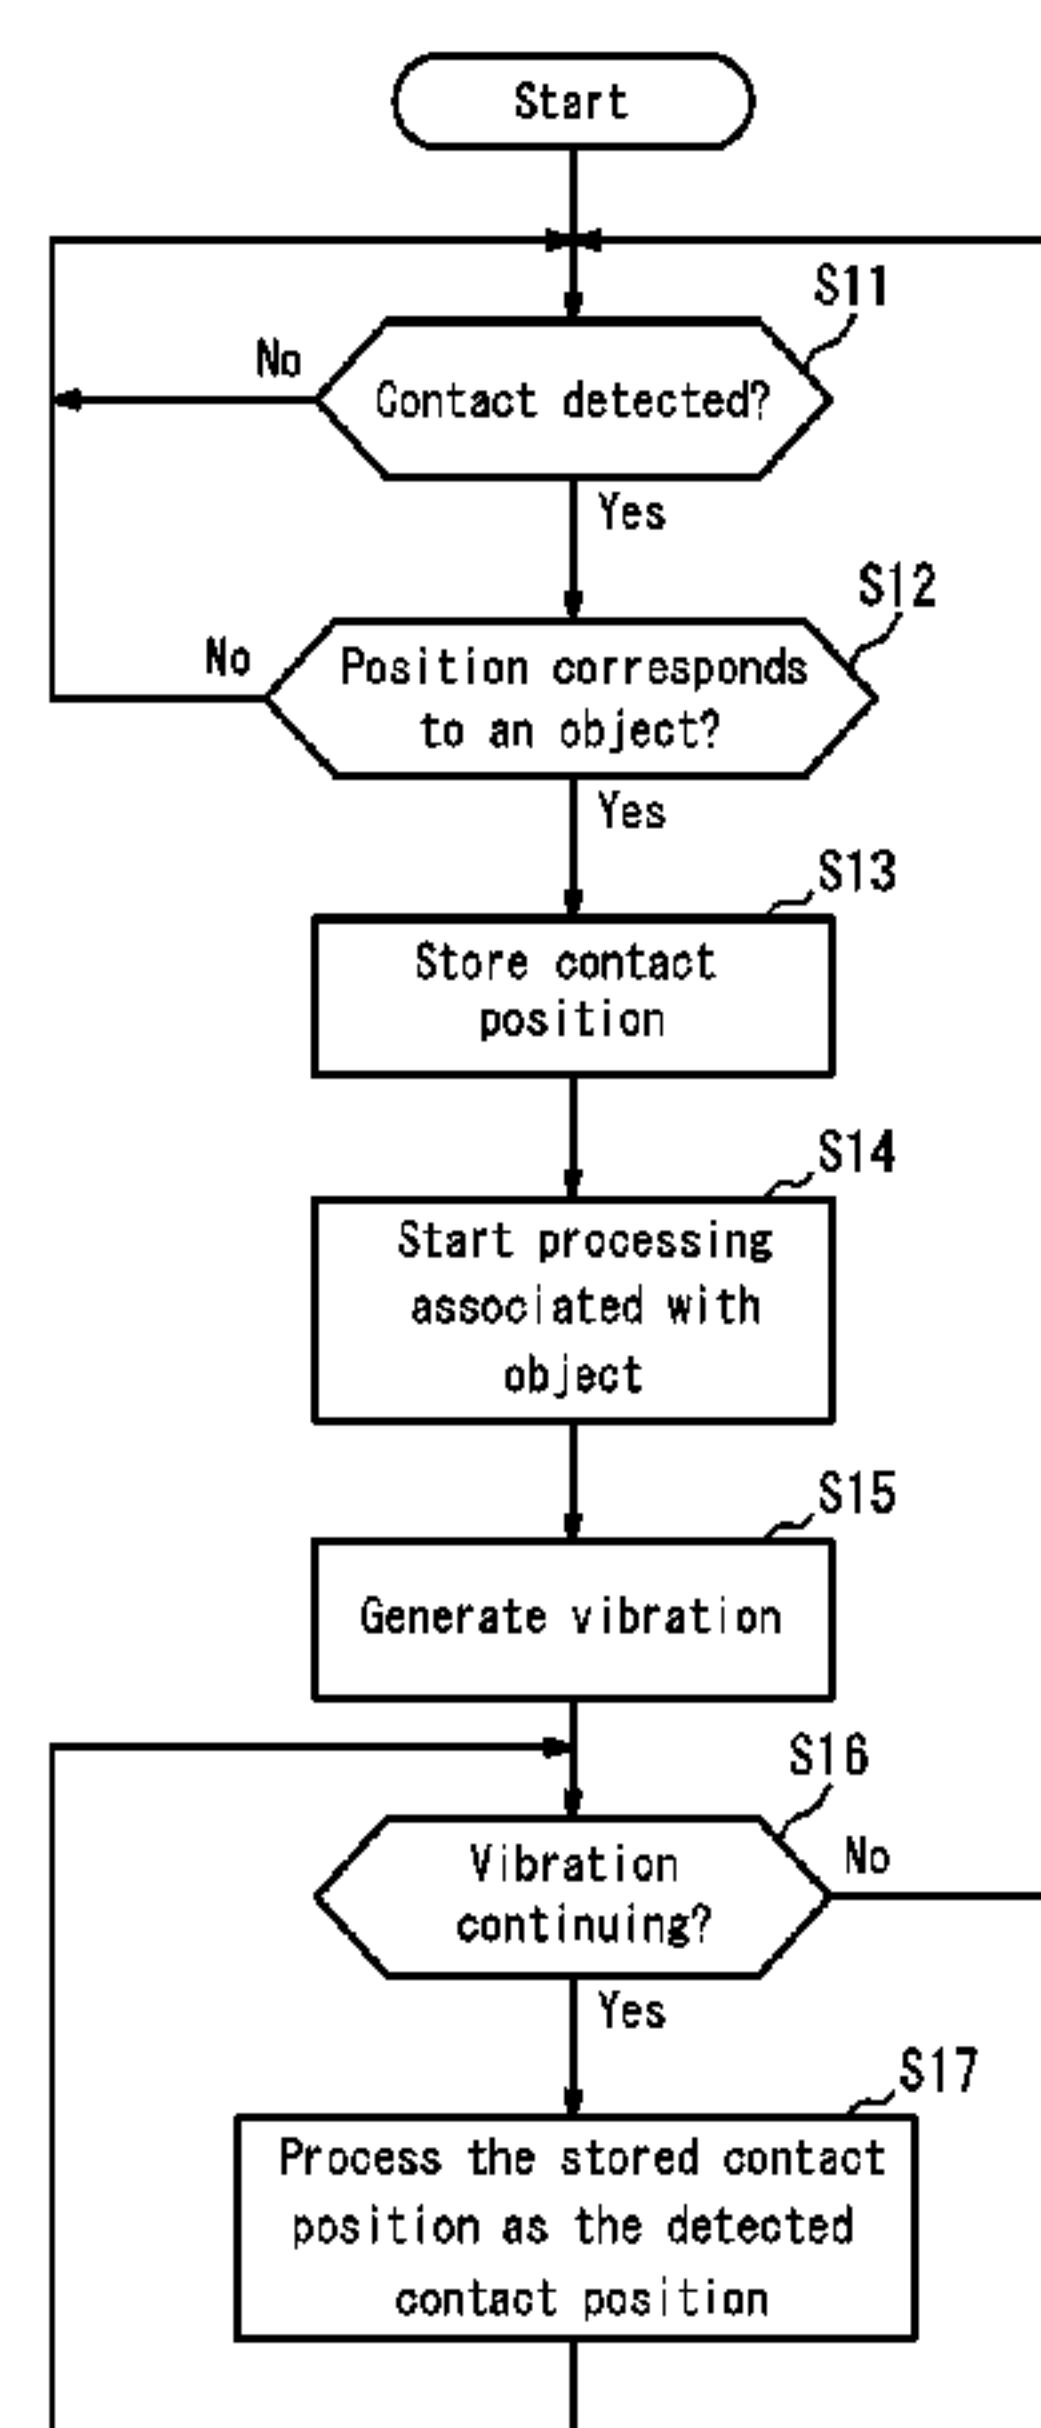 Start
S11
No
Contact detected?
Yes
S12
No
Position corresponds
to an object?
Yes
S13
Store contact
position
S14
Start processing
associated with
object
S15
Generate vibration
S16
Vibration
continuing?
No
Yes
S17
Process the stored contact
position as the detected
contact position